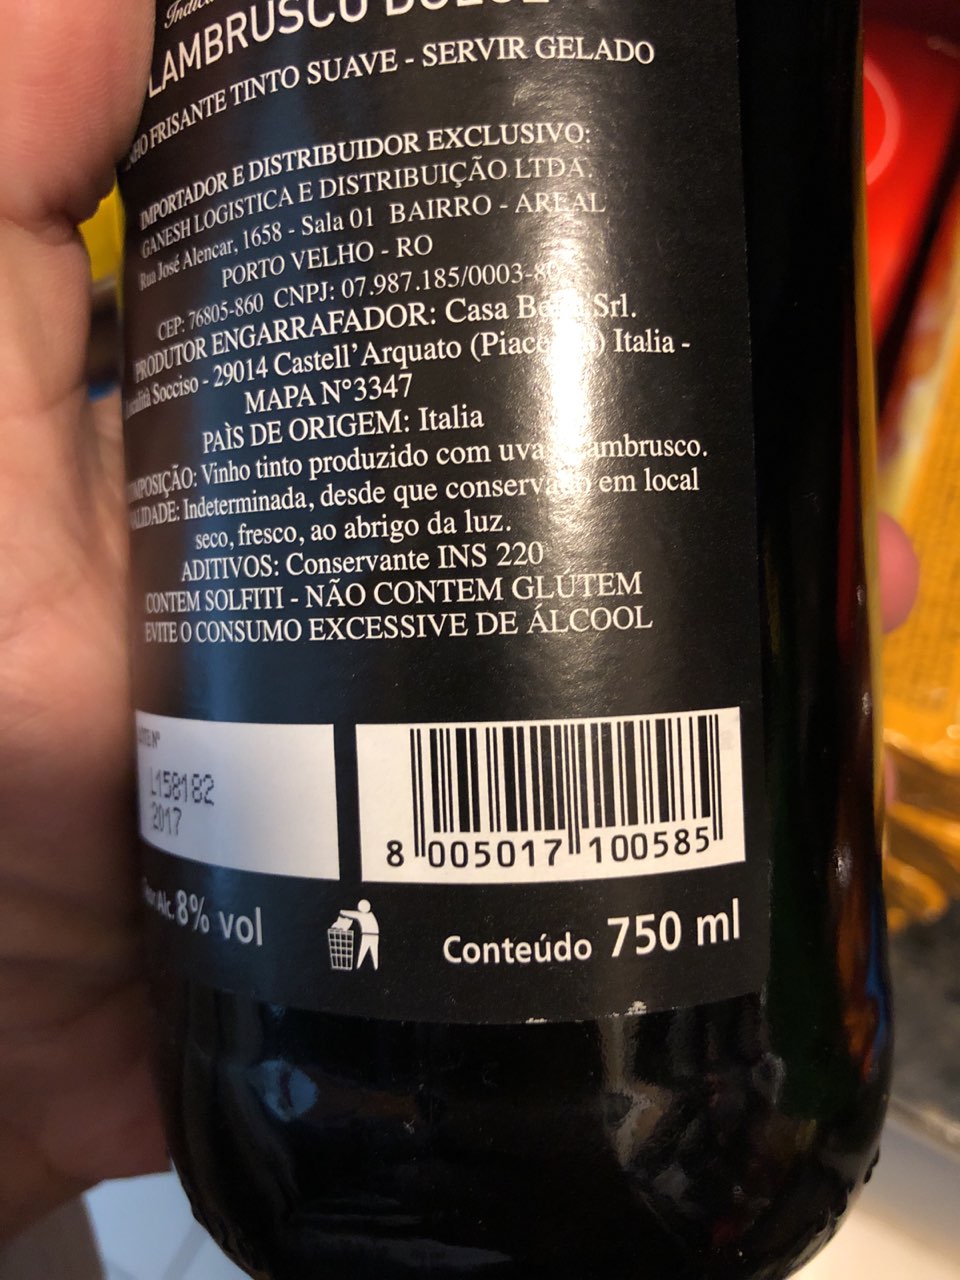 LAMBRUSCO
FRISANTE TINTO SUAVE - SERVIR GELADO
IMPORTADOR E DISTRIBUIDOR EXCLUSIVO:
GANESH LOGISTICA E DISTRIBUIÇÃO LTDA.
Rua José Alencar, 1658 - Sala 01 BAIRRO - AREAL
PORTO VELHO - RO
CEP: 76805-860 CNPJ: 07.987.185/0003-
PRODUTOR ENGARRAFADOR: Casa Srl.
Località Socciso - 29014 Castell'Arquato Italia -
MAPA N°3347
PAÌS DE ORIGEM: Italia
Vinho tinto produzido com
Indeterminada, desde que em local
seco, fresco, ao abrigo da luz.
ADITIVOS: Conservante INS 220
CONTEM SOLFITI - NÃO CONTEM GLÚTEM
EVITE O CONSUMO EXCESSIVE DE ÁLCOOL
N°
L158182
2017
8 005017 100585
Alc. 8% vol
Conteúdo 750 ml